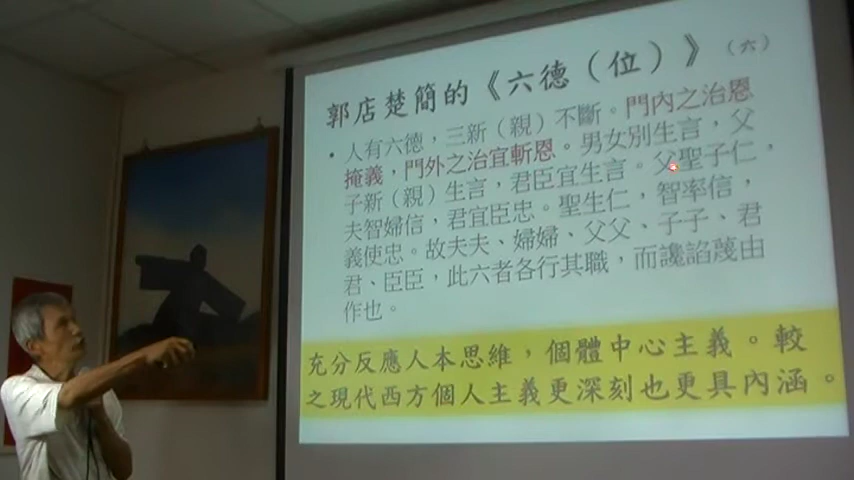 郭店楚簡的《六德（位）》（六）
• 人有六德，三新（親）不斷。門內之治恩
掩義，門外之治宜斬恩。男女別生言，父
子新（親）生言，君臣宜生言。父聖子仁，
夫智婦信，君宜臣忠。聖生仁，智率信，
義使忠。故夫夫、婦婦、父父、子子、君
君、臣臣，此六者各行其職，而讒諂蔑由
作也。
充分反應人本思維，個體中心主義。較
之現代西方個人主義更深刻也更具內涵。